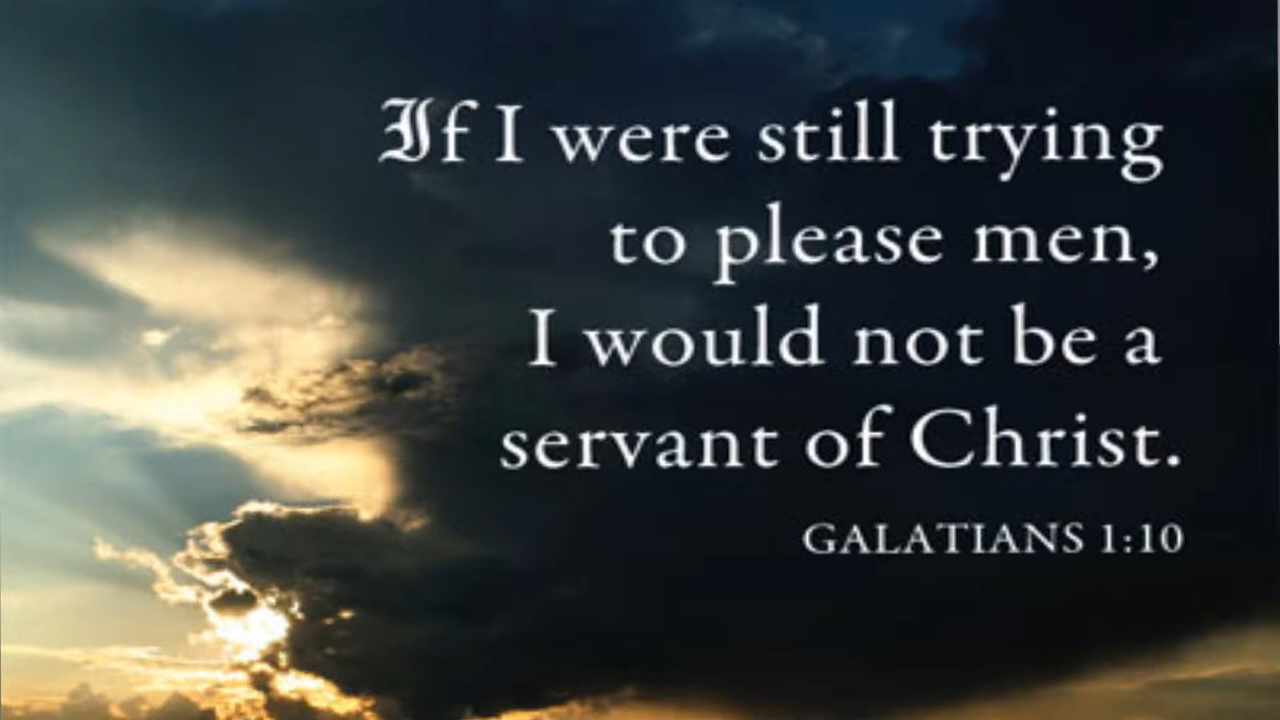 If I were still trying
to please men,
I would not be a
servant of Christ.
GALATIANS 1:10